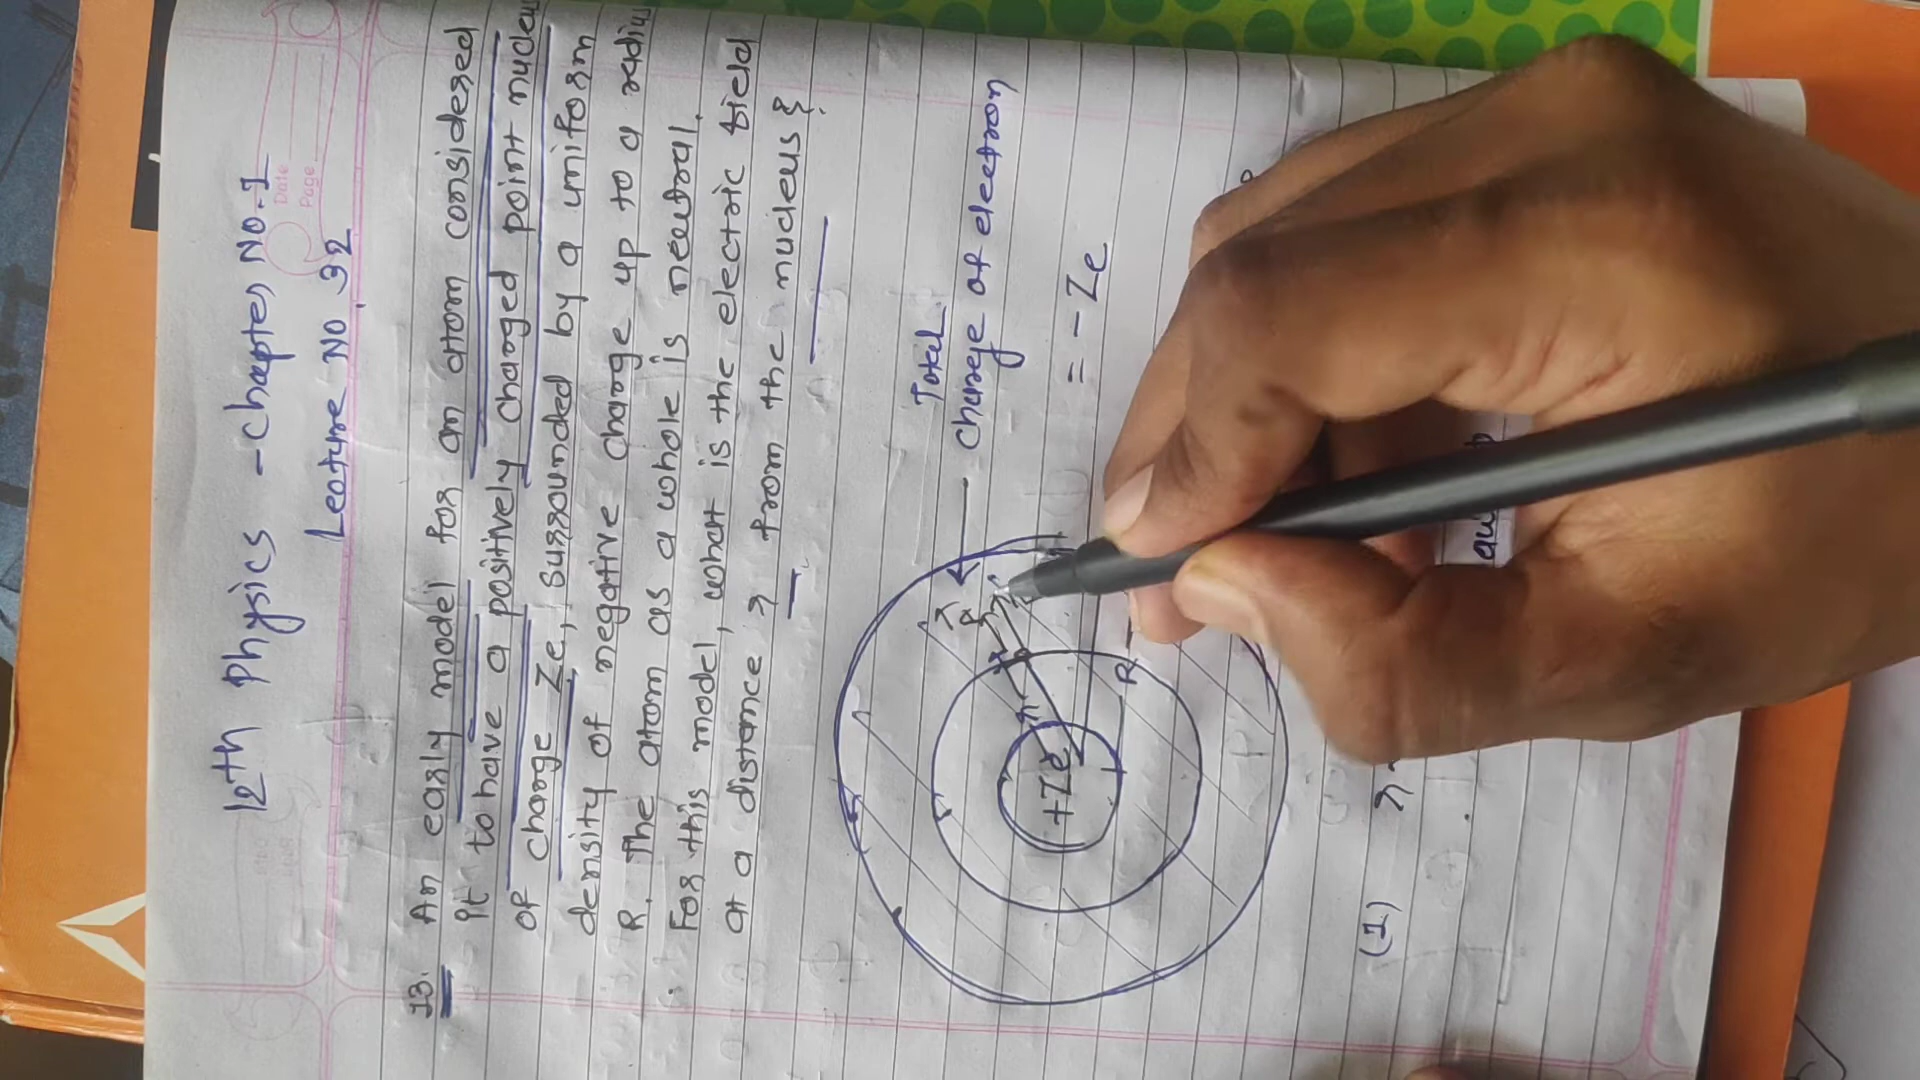 Date
Page
12th Physics - Chapter No-1
Lecture No. 32
13. An early model for an atom considered
it to have a positively charged point nucleus
of charge Ze, surrounded by a uniform
density of negative charge up to a radius
R. The atom as a whole is neutral.
For this model, what is the electric field
at a distance r from the nucleus?
Total
charge of electron
= - Ze
+Ze
r
R
(1) r